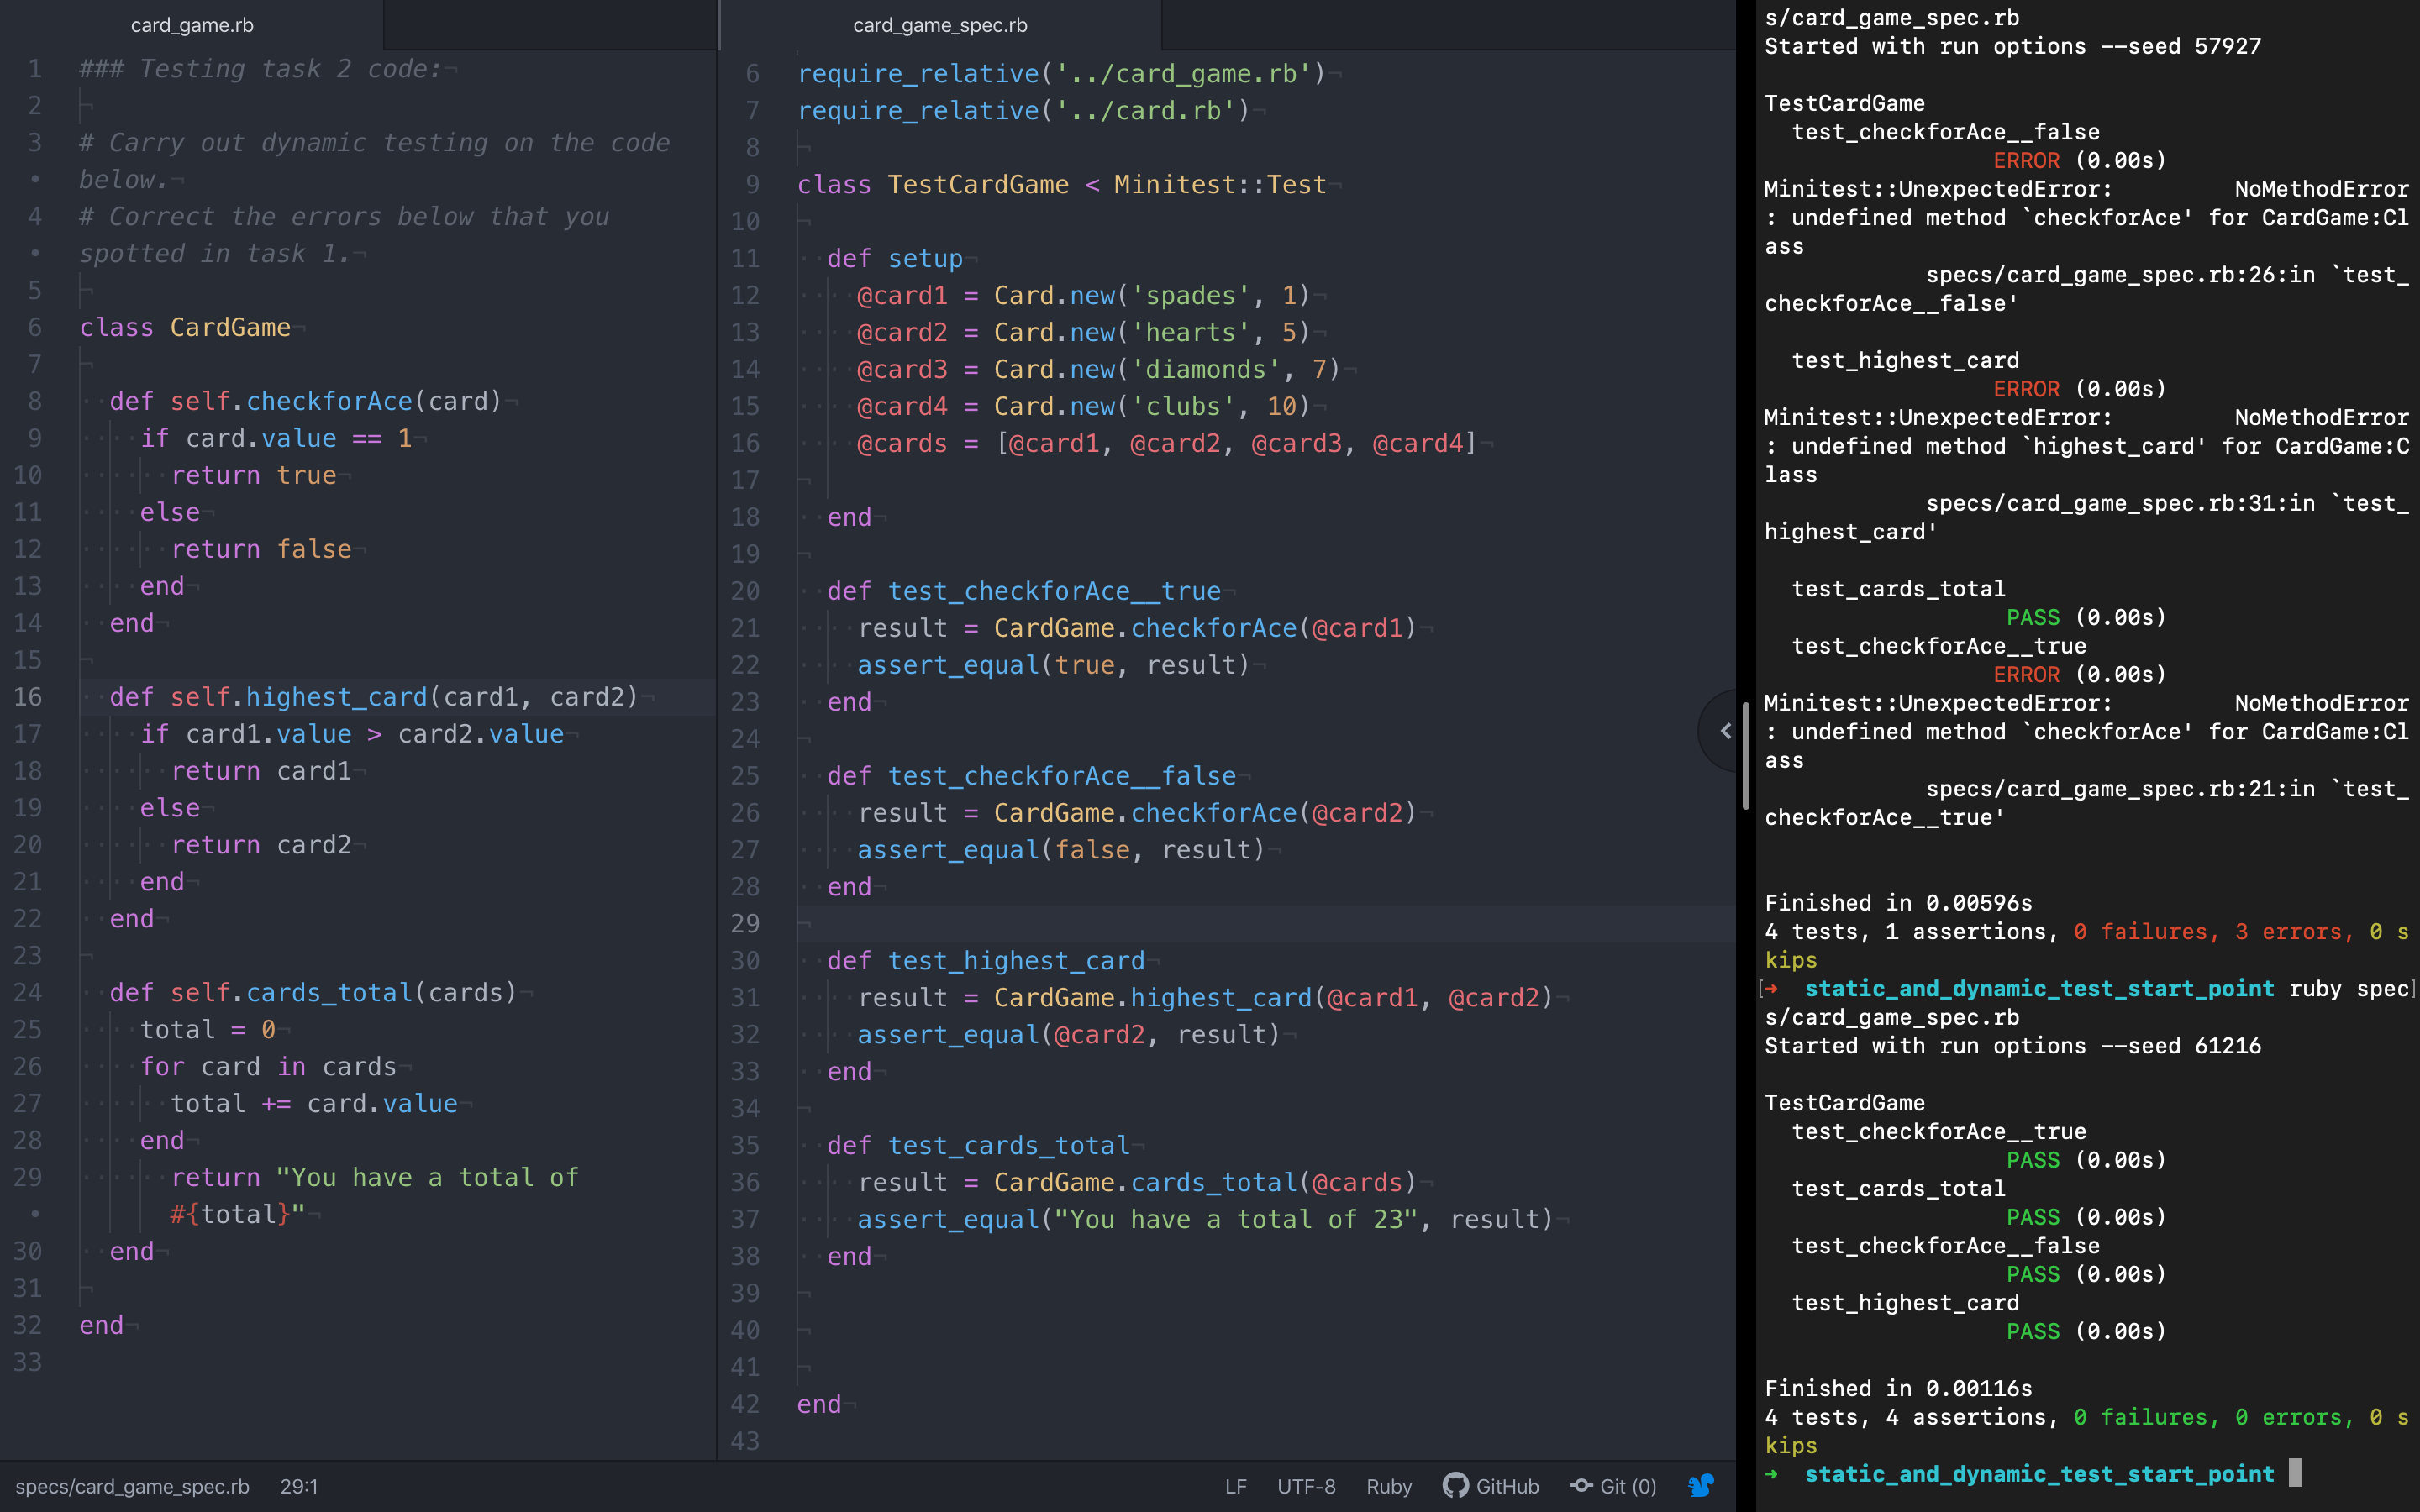 card_game.rb
1 ### Testing task 2 code:
2
3 # Carry out dynamic testing on the code
• below.
4 # Correct the errors below that you
• spotted in task 1.
5
6 class CardGame
7
8 def self.checkforAce(card)
9 if card.value == 1
10 return true
11 else
12 return false
13 end
14 end
15
16 def self.highest_card(card1, card2)
17 if card1.value > card2.value
18 return card1
19 else
20 return card2
21 end
22 end
23
24 def self.cards_total(cards)
25 total = 0
26 for card in cards
27 total += card.value
28 end
29 return "You have a total of
• #{total}"
30 end
31
32 end
33
card_game_spec.rb
6 require_relative('../card_game.rb')
7 require_relative('../card.rb')
8
9 class TestCardGame < Minitest::Test
10
11 def setup
12 @card1 = Card.new('spades', 1)
13 @card2 = Card.new('hearts', 5)
14 @card3 = Card.new('diamonds', 7)
15 @card4 = Card.new('clubs', 10)
16 @cards = [@card1, @card2, @card3, @card4]
17
18 end
19
20 def test_checkforAce__true
21 result = CardGame.checkforAce(@card1)
22 assert_equal(true, result)
23 end
24
25 def test_checkforAce__false
26 result = CardGame.checkforAce(@card2)
27 assert_equal(false, result)
28 end
29
30 def test_highest_card
31 result = CardGame.highest_card(@card1, @card2)
32 assert_equal(@card2, result)
33 end
34
35 def test_cards_total
36 result = CardGame.cards_total(@cards)
37 assert_equal("You have a total of 23", result)
38 end
39
40
41
42 end
43
specs/card_game_spec.rb 29:1
LF UTF-8 Ruby GitHub Git (0)
s/card_game_spec.rb
Started with run options --seed 57927
TestCardGame
test_checkforAce__false
ERROR (0.00s)
Minitest::UnexpectedError: NoMethodError
: undefined method `checkforAce' for CardGame:Cl
ass
specs/card_game_spec.rb:26:in `test_
checkforAce__false'
test_highest_card
ERROR (0.00s)
Minitest::UnexpectedError: NoMethodError
: undefined method `highest_card' for CardGame:C
lass
specs/card_game_spec.rb:31:in `test_
highest_card'
test_cards_total
PASS (0.00s)
test_checkforAce__true
ERROR (0.00s)
Minitest::UnexpectedError: NoMethodError
: undefined method `checkforAce' for CardGame:Cl
ass
specs/card_game_spec.rb:21:in `test_
checkforAce__true'
Finished in 0.00596s
4 tests, 1 assertions, 0 failures, 3 errors, 0 s
kips
[➜ static_and_dynamic_test_start_point ruby spec]
s/card_game_spec.rb
Started with run options --seed 61216
TestCardGame
test_checkforAce__true
PASS (0.00s)
test_cards_total
PASS (0.00s)
test_checkforAce__false
PASS (0.00s)
test_highest_card
PASS (0.00s)
Finished in 0.00116s
4 tests, 4 assertions, 0 failures, 0 errors, 0 s
kips
➜ static_and_dynamic_test_start_point